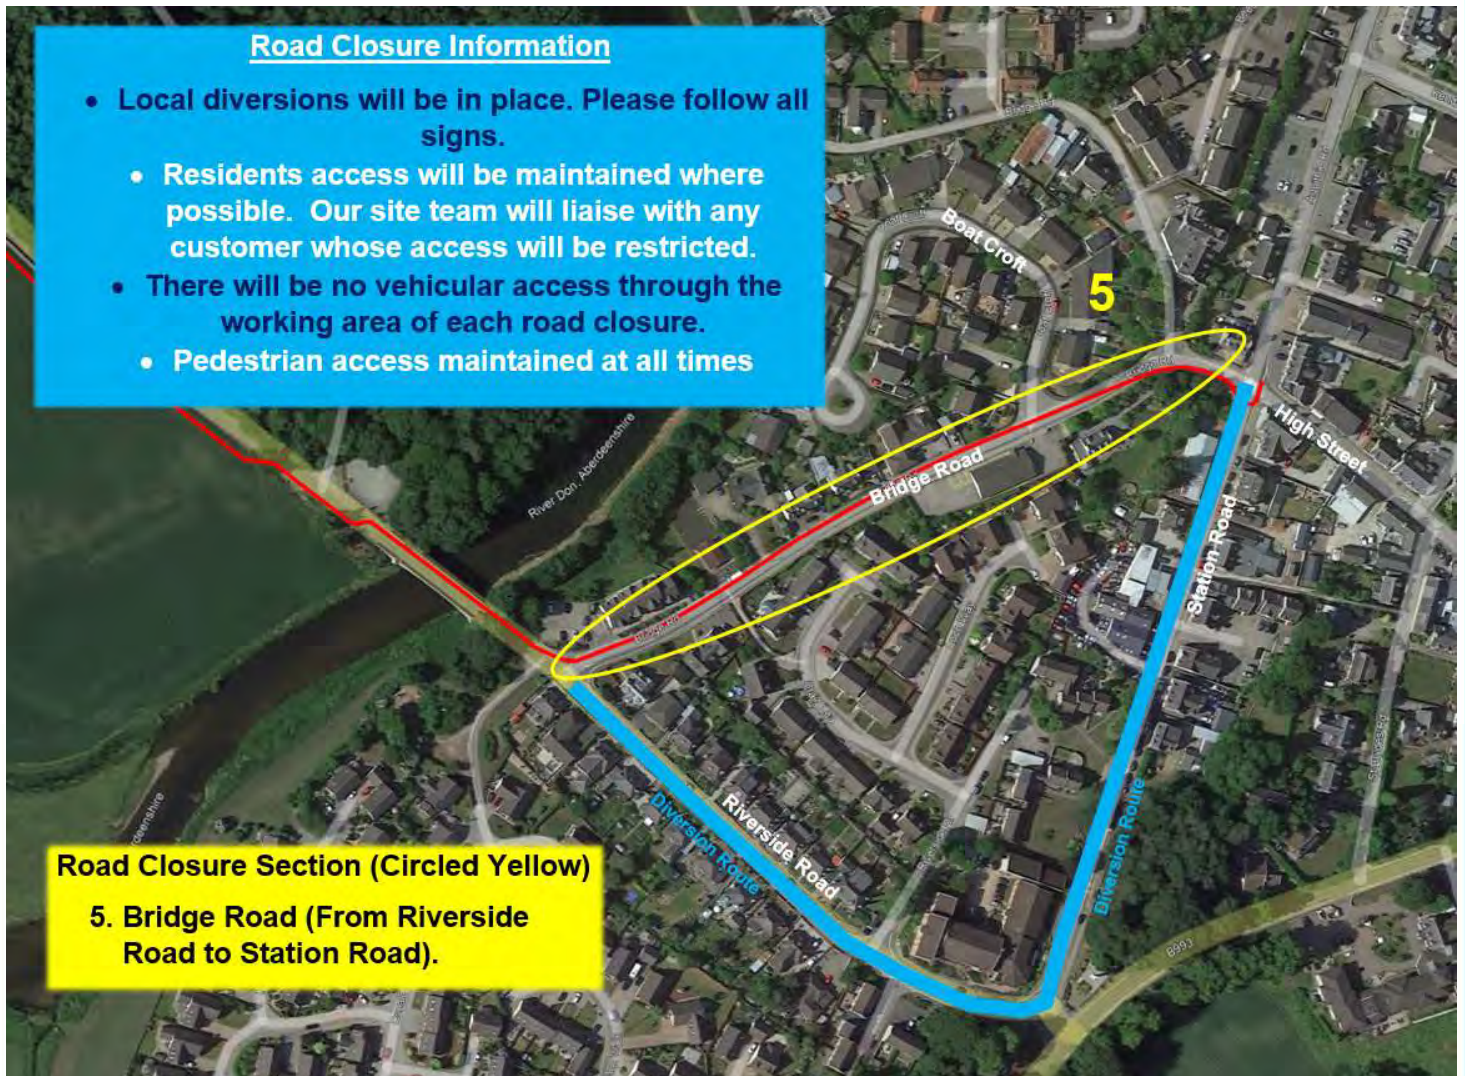 Road Closure Information
• Local diversions will be in place. Please follow all
signs.
• Residents access will be maintained where
possible. Our site team will liaise with any
customer whose access will be restricted.
• There will be no vehicular access through the
working area of each road closure.
• Pedestrian access maintained at all times
Boat Croft
5
River Don, Aberdeenshire
Bridge Road
High Street
Station Road
Bridge Rd
Riverside Road
Diversion Route
Diversion Route
B993
Road Closure Section (Circled Yellow)
5. Bridge Road (From Riverside
Road to Station Road).